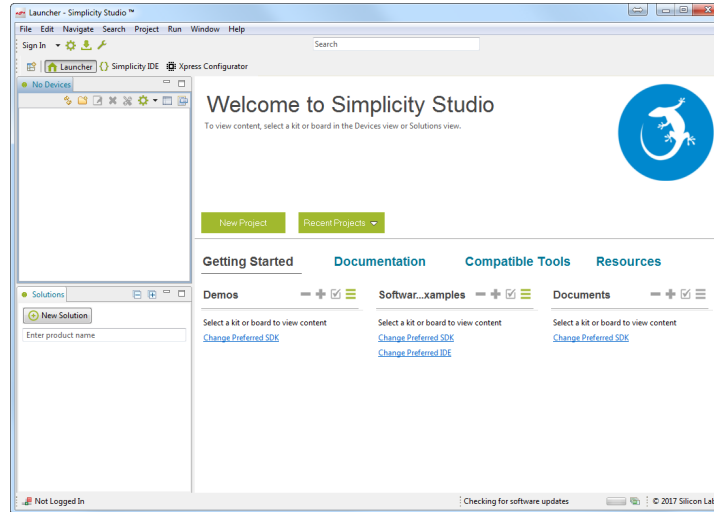 Launcher - Simplicity Studio ™
File Edit Navigate Search Project Run Window Help
Sign In
Search
Launcher {} Simplicity IDE Xpress Configurator
No Devices
Welcome to Simplicity Studio
To view content, select a kit or board in the Devices view or Solutions view.
New Project Recent Projects
Getting Started Documentation Compatible Tools Resources
Solutions
New Solution
Enter product name
Demos Softwar...xamples Documents
Select a kit or board to view content Select a kit or board to view content Select a kit or board to view content
Change Preferred SDK Change Preferred SDK Change Preferred SDK
Change Preferred IDE
Not Logged In Checking for software updates © 2017 Silicon Lab